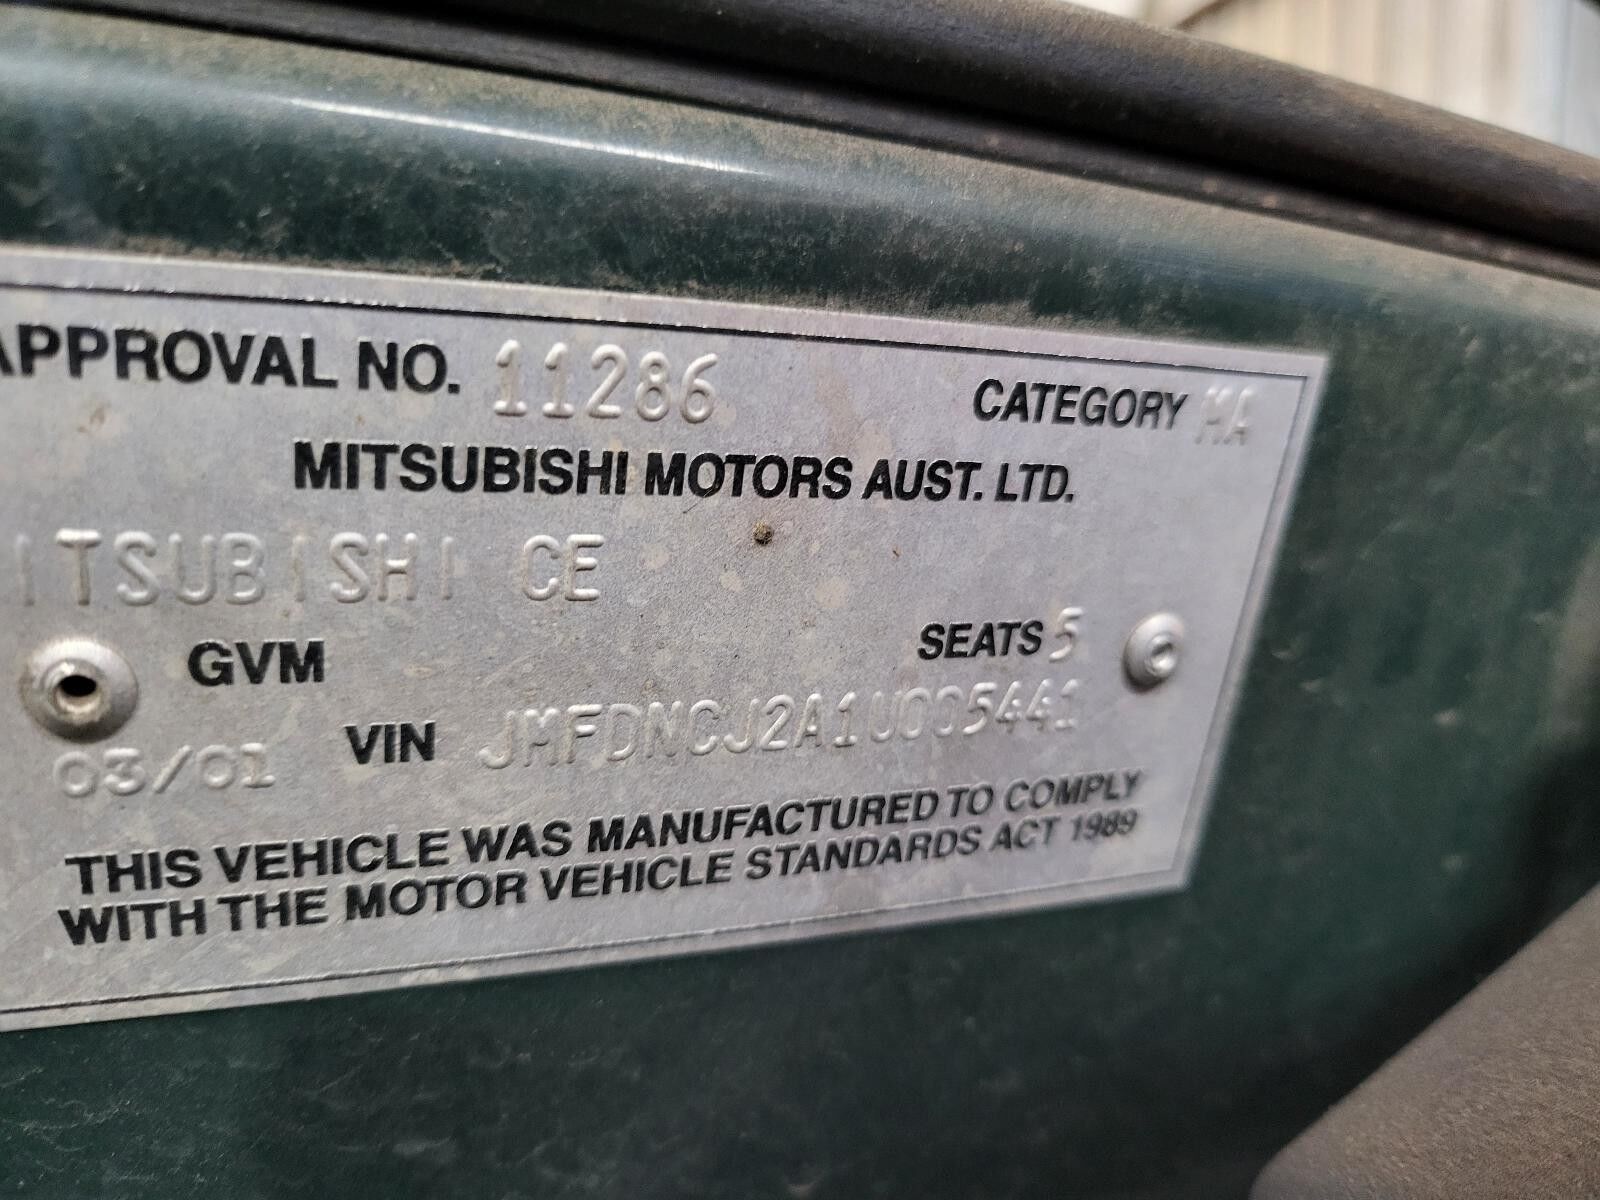 APPROVAL NO. 11286 CATEGORY MA
MITSUBISHI MOTORS AUST. LTD.
ITSUBISHI CE
GVM SEATS 5
03/01 VIN JMFDNCJ2A1U005441
THIS VEHICLE WAS MANUFACTURED TO COMPLY
WITH THE MOTOR VEHICLE STANDARDS ACT 1989